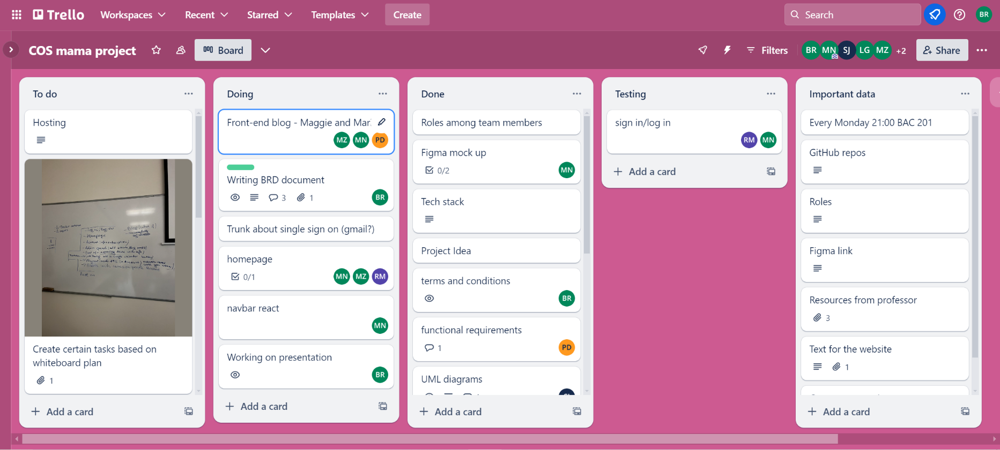 Trello
Workspaces
Recent
Starred
Templates
Create
Search
BR
COS mama project
Board
Filters
BR
MN
SJ
LG
MZ
+2
Share
To do
Hosting
Create certain tasks based on
whiteboard plan
1
Add a card
Doing
Front-end blog - Maggie and Mar
MZ
MN
PD
Writing BRD document
3
1
BR
Trunk about single sign on (gmail?)
homepage
0/1
MN
MZ
RM
navbar react
MN
Working on presentation
BR
Add a card
Done
Roles among team members
Figma mock up
0/2
MN
Tech stack
Project Idea
terms and conditions
BR
functional requirements
1
PD
UML diagrams
Add a card
Testing
sign in/log in
RM
MN
Add a card
Important data
Every Monday 21:00 BAC 201
GitHub repos
Roles
Figma link
Resources from professor
3
Text for the website
1
Add a card